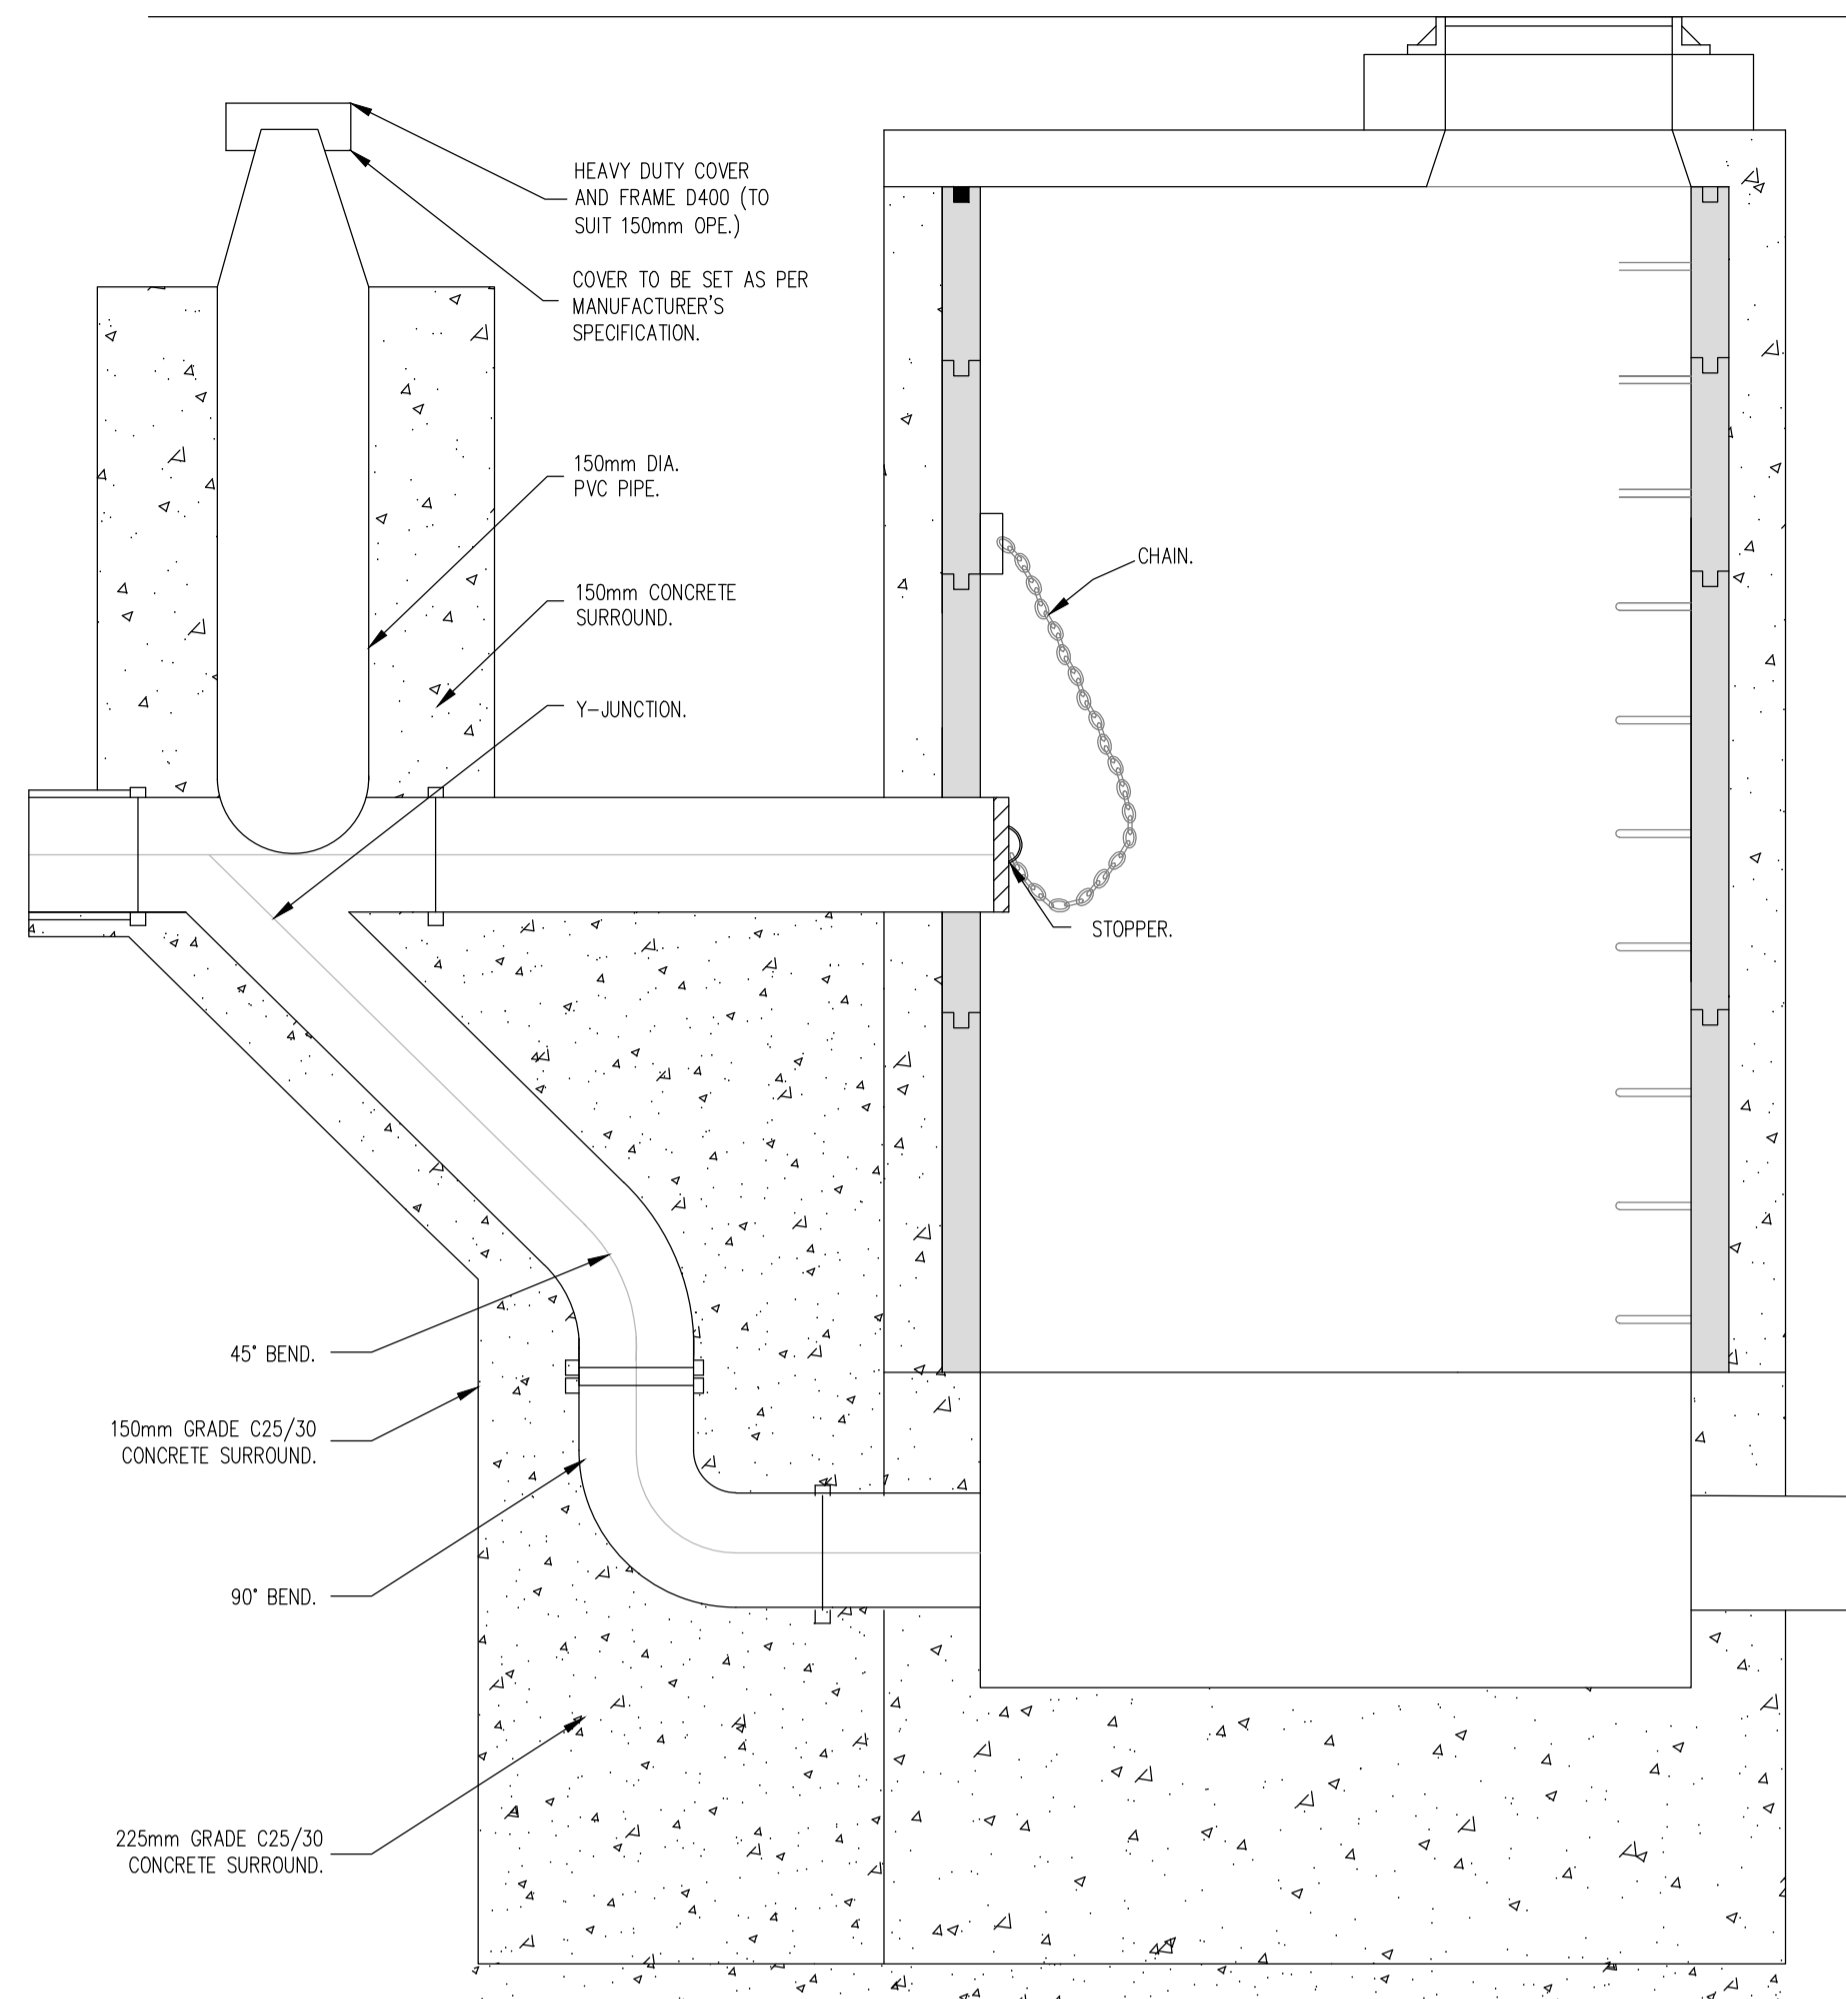 HEAVY DUTY COVER
AND FRAME D400 (TO
SUIT 150mm OPE.)
COVER TO BE SET AS PER
MANUFACTURER'S
SPECIFICATION.
150mm DIA.
PVC PIPE.
CHAIN.
150mm CONCRETE
SURROUND.
Y-JUNCTION.
STOPPER.
45° BEND.
150mm GRADE C25/30
CONCRETE SURROUND.
90° BEND.
225mm GRADE C25/30
CONCRETE SURROUND.